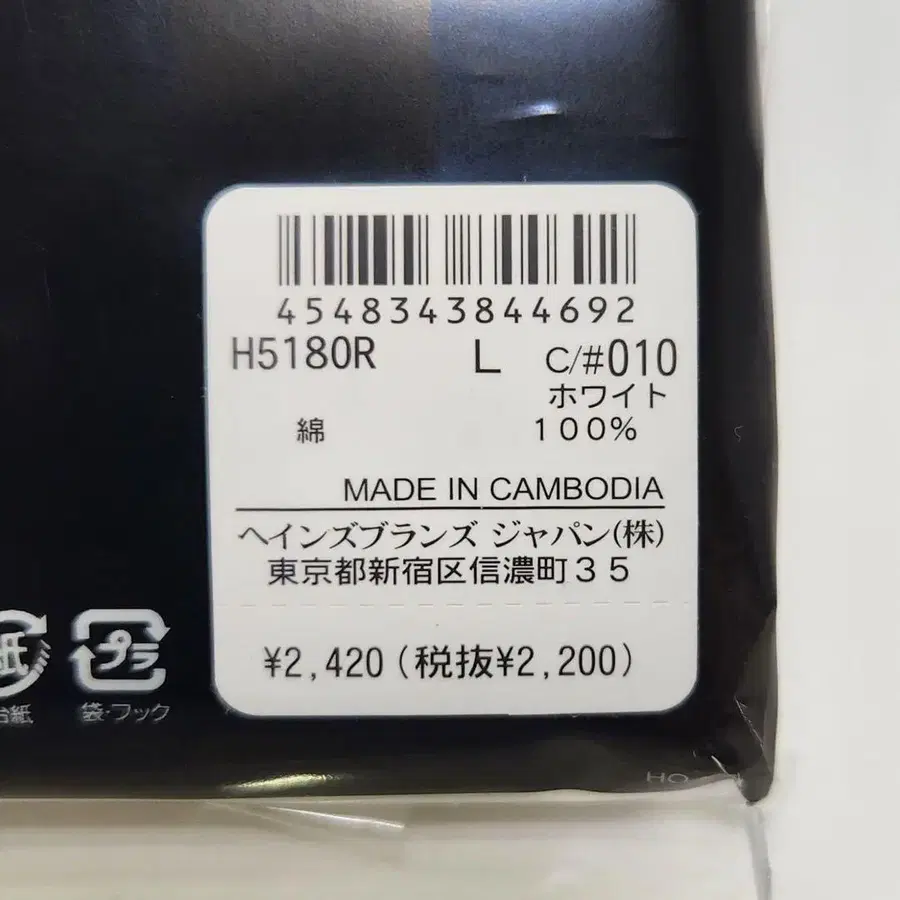 4548343844692
H5180R L C/#010
ホワイト
綿 100%
MADE IN CAMBODIA
ヘインズブランズ ジャパン(株)
東京都新宿区信濃町35
¥2,420(税抜¥2,200)
紙 プラ
台紙 袋・フック